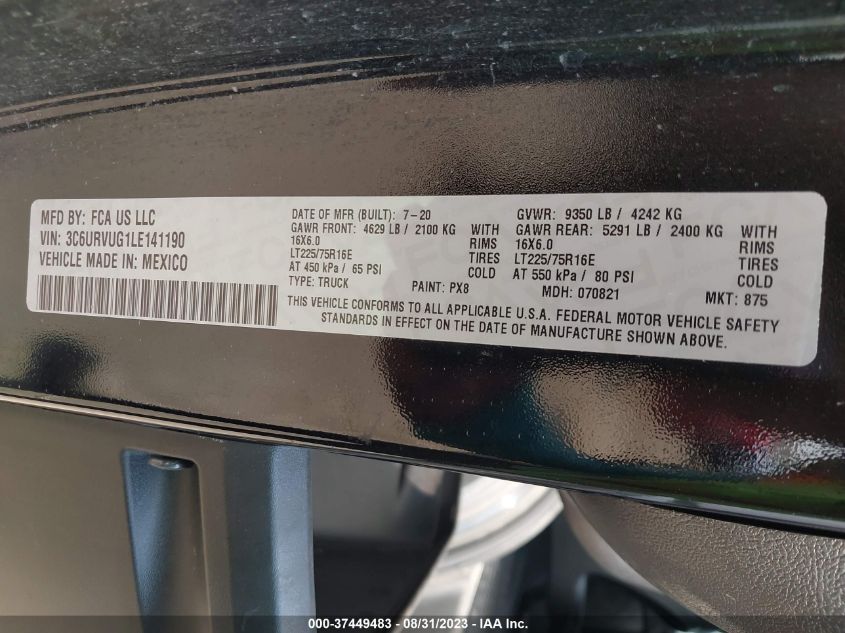 MFD BY: FCA US LLC
VIN: 3C6URVUG1LE141190
VEHICLE MADE IN: MEXICO
DATE OF MFR (BUILT): 7-20
GAWR FRONT: 4629 LB / 2100 KG WITH
16X6.0 RIMS
LT225/75R16E TIRES
AT 450 kPa / 65 PSI COLD
TYPE: TRUCK PAINT: PX8
GVWR: 9350 LB / 4242 KG
GAWR REAR: 5291 LB / 2400 KG WITH
16X6.0 RIMS
LT225/75R16E TIRES
AT 550 kPa / 80 PSI COLD
MDH: 070821 MKT: 875
THIS VEHICLE CONFORMS TO ALL APPLICABLE U.S.A. FEDERAL MOTOR VEHICLE SAFETY
STANDARDS IN EFFECT ON THE DATE OF MANUFACTURE SHOWN ABOVE.
000-37449483 - 08/31/2023 - IAA Inc.